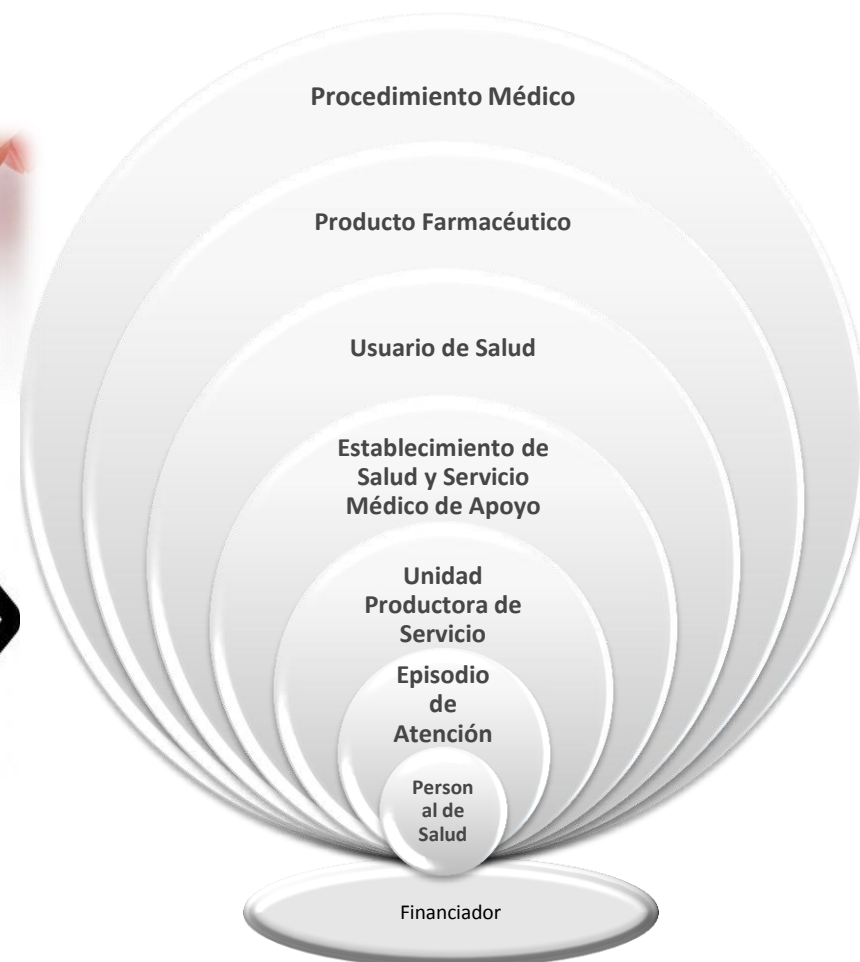 Procedimiento Médico
Producto Farmacéutico
Usuario de Salud
Establecimiento de
Salud y Servicio
Médico de Apoyo
Unidad
Productora de
Servicio
Episodio
de
Atención
Person
al de
Salud
Financiador